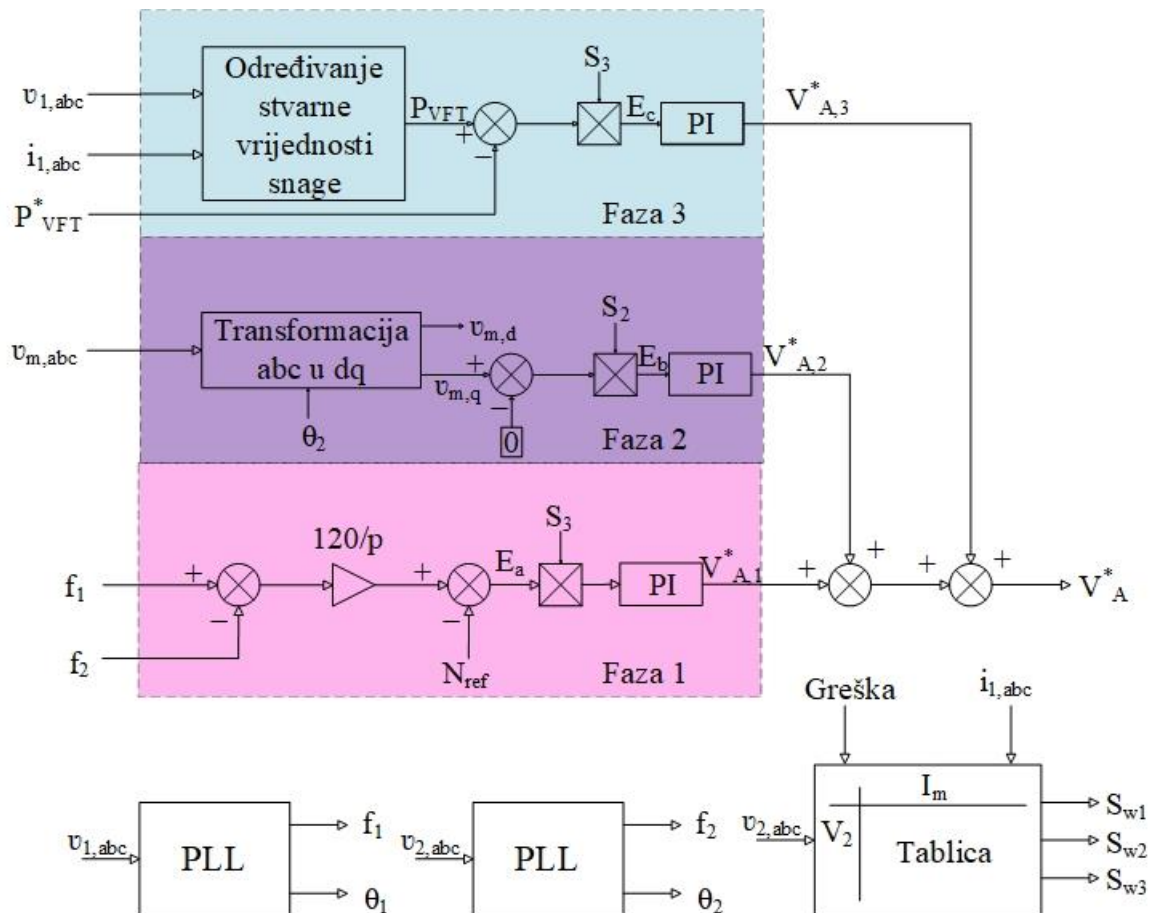 v1,abc
i1,abc
P*VFT
Određivanje
stvarne
vrijednosti
snage
PVFT
+
−
S3
Ec
PI
V*A,3
Faza 3
vm,abc
Transformacija
abc u dq
θ2
vm,d
vm,q
+
−
0
S2
Eb
PI
V*A,2
Faza 2
f1
f2
+
−
120/p
+
−
Nref
Ea
S3
PI
V*A,1
Faza 1
+
+
+
+
V*A
v1,abc
PLL
f1
θ1
v2,abc
PLL
f2
θ2
Greška
i1,abc
v2,abc
Im
V2
Tablica
Sw1
Sw2
Sw3